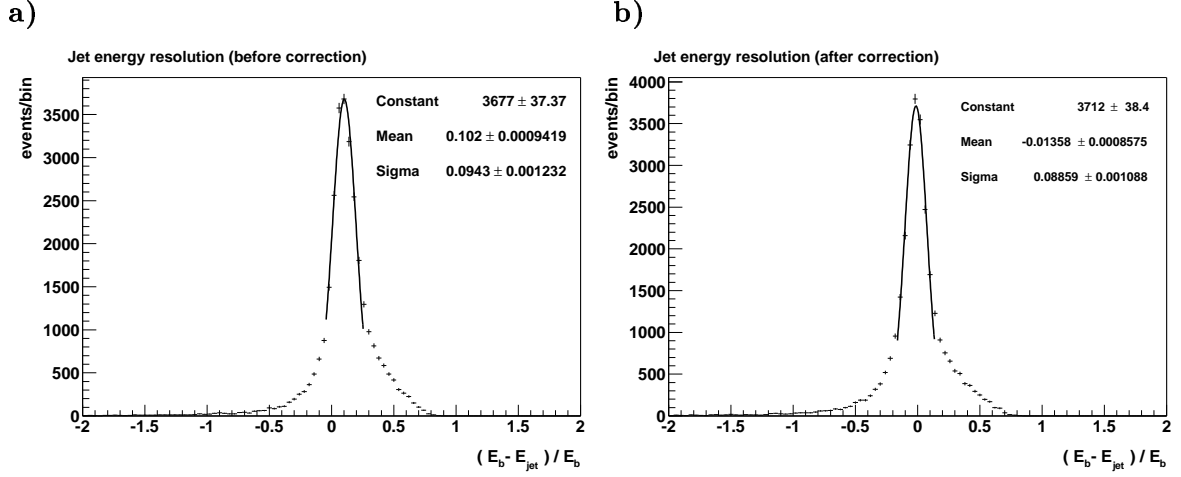 a)
Jet energy resolution (before correction)
events/bin
Constant 3677 ± 37.37
Mean 0.102 ± 0.0009419
Sigma 0.0943 ± 0.001232
3500
3000
2500
2000
1500
1000
500
0
-2 -1.5 -1 -0.5 0 0.5 1 1.5 2
( E_b - E_jet ) / E_b
b)
Jet energy resolution (after correction)
events/bin
Constant 3712 ± 38.4
Mean -0.01358 ± 0.0008575
Sigma 0.08859 ± 0.001088
4000
3500
3000
2500
2000
1500
1000
500
0
-2 -1.5 -1 -0.5 0 0.5 1 1.5 2
( E_b - E_jet ) / E_b